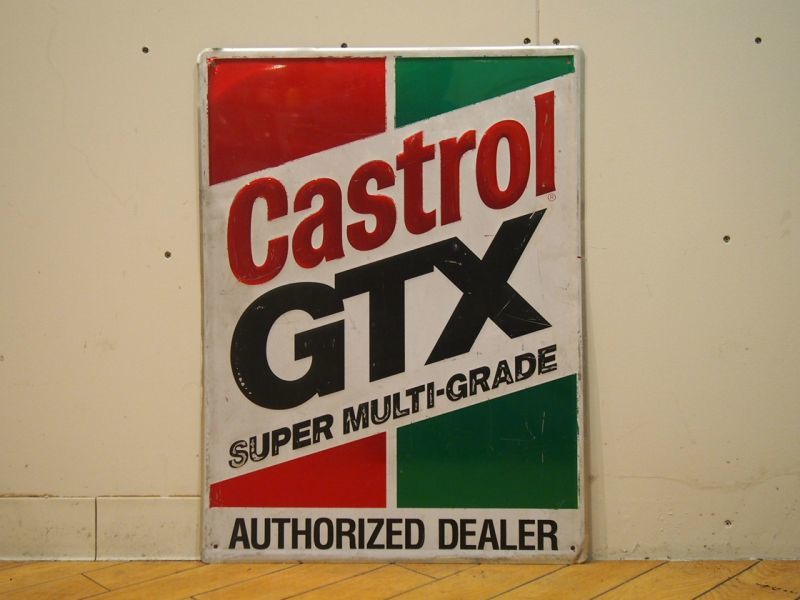 Castrol®
GTX
SUPER MULTI-GRADE
AUTHORIZED DEALER